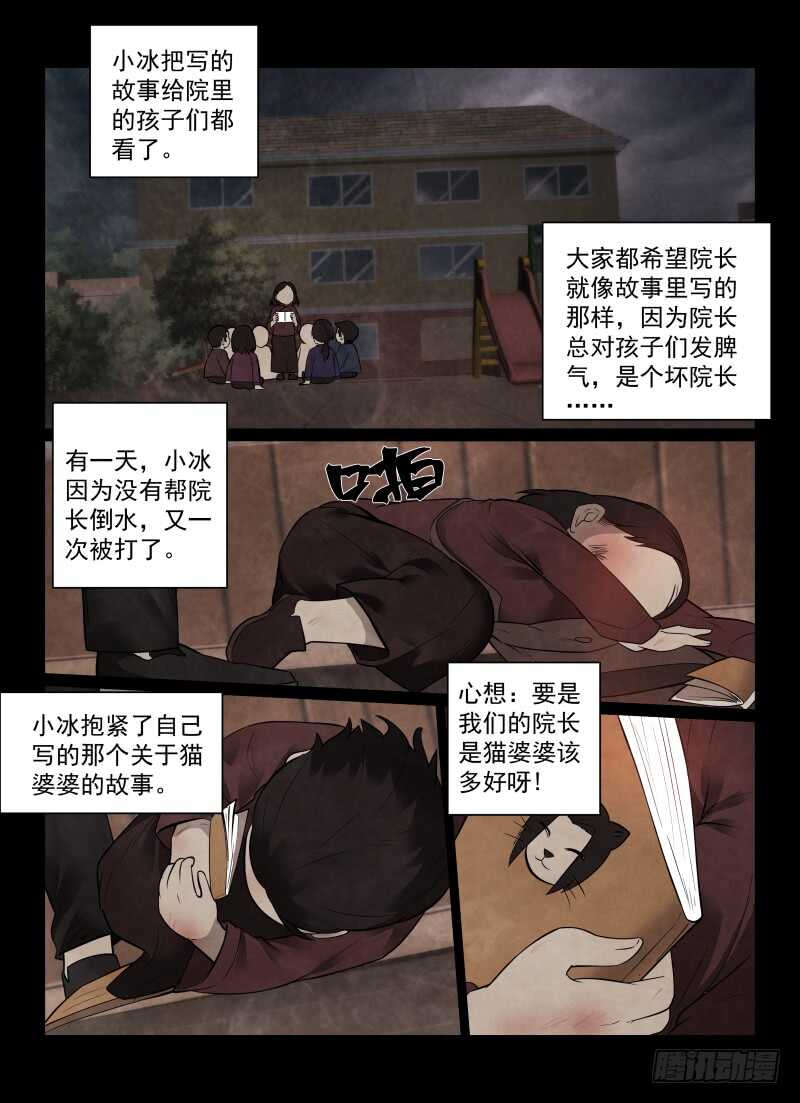 小冰把写的
故事给院里
的孩子们都
看了。
大家都希望院长
就像故事里写的
那样，因为院长
总对孩子们发脾
气，是个坏院长
……
有一天，小冰
因为没有帮院
长倒水，又一
次被打了。
啪
小冰抱紧了自己
写的那个关于猫
婆婆的故事。
心想：要是
我们的院长
是猫婆婆该
多好呀!
腾讯动漫